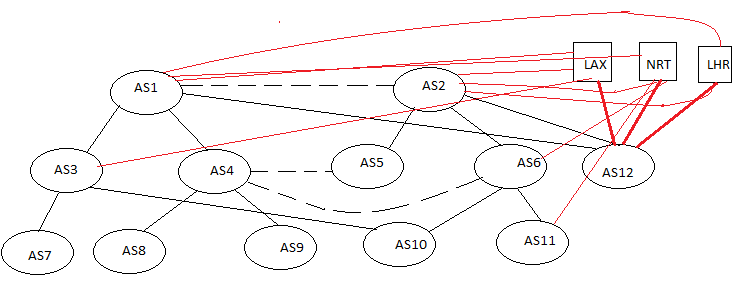 LAX NRT LHR
AS1 AS2
AS3 AS4 AS5 AS6 AS12
AS7 AS8 AS9 AS10 AS11